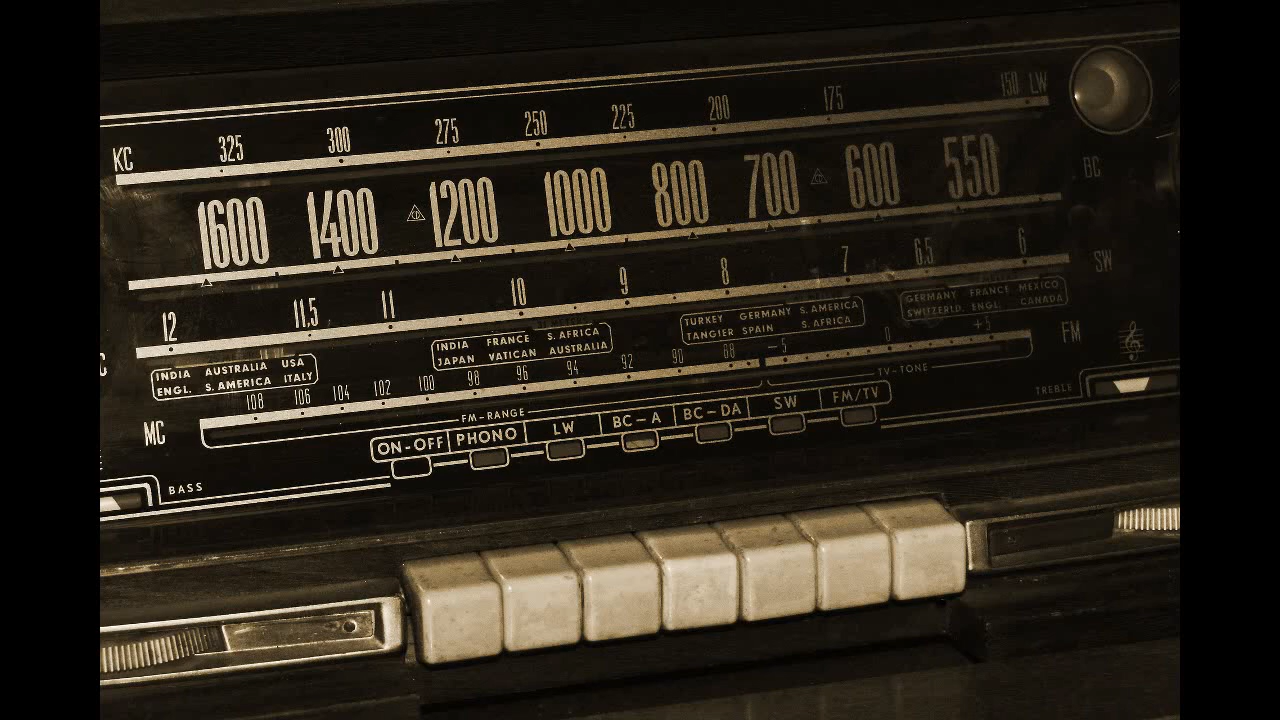 KC 325 300 275 250 225 200 175 150 LW
1600 1400 1200 1000 800 700 600 550 BC
12 11.5 11 10 9 8 7 6.5 6 SW
INDIA AUSTRALIA USA
ENGL. S.AMERICA ITALY
INDIA FRANCE S.AFRICA
JAPAN VATICAN AUSTRALIA
TURKEY GERMANY S.AMERICA
TANGIER SPAIN S.AFRICA
GERMANY FRANCE MEXICO
SWITZERLD. ENGL. CANADA
MC 108 106 104 102 100 98 96 94 92 90 88 -5 0 +5 FM
FM-RANGE TV-TONE
ON-OFF PHONO LW BC-A BC-DA SW FM/TV
BASS
TREBLE